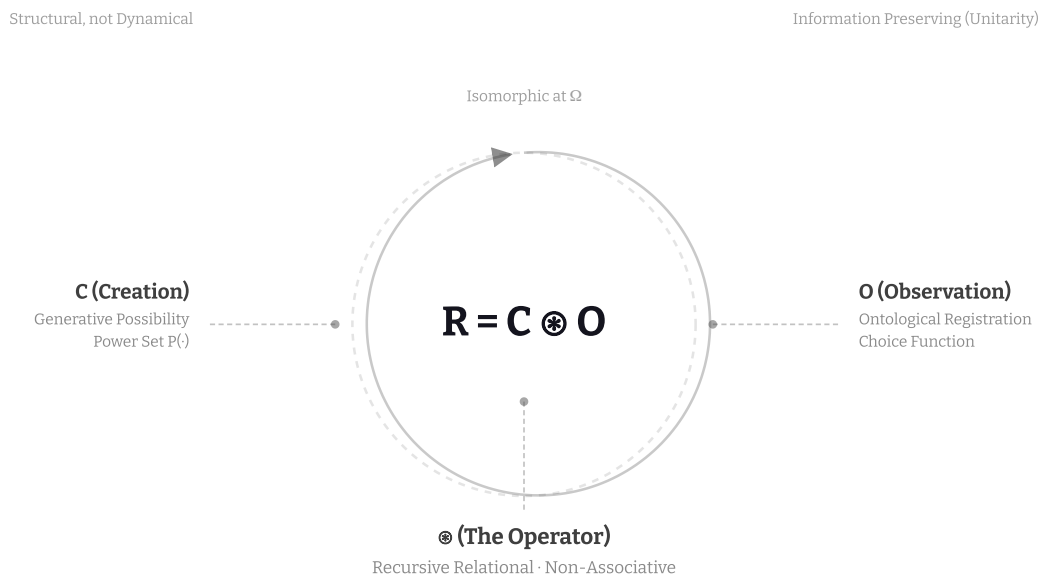 Structural, not Dynamical
Information Preserving (Unitarity)
Isomorphic at Ω
C (Creation)
Generative Possibility
Power Set P(·)
R = C ⊛ O
O (Observation)
Ontological Registration
Choice Function
⊛ (The Operator)
Recursive Relational · Non-Associative